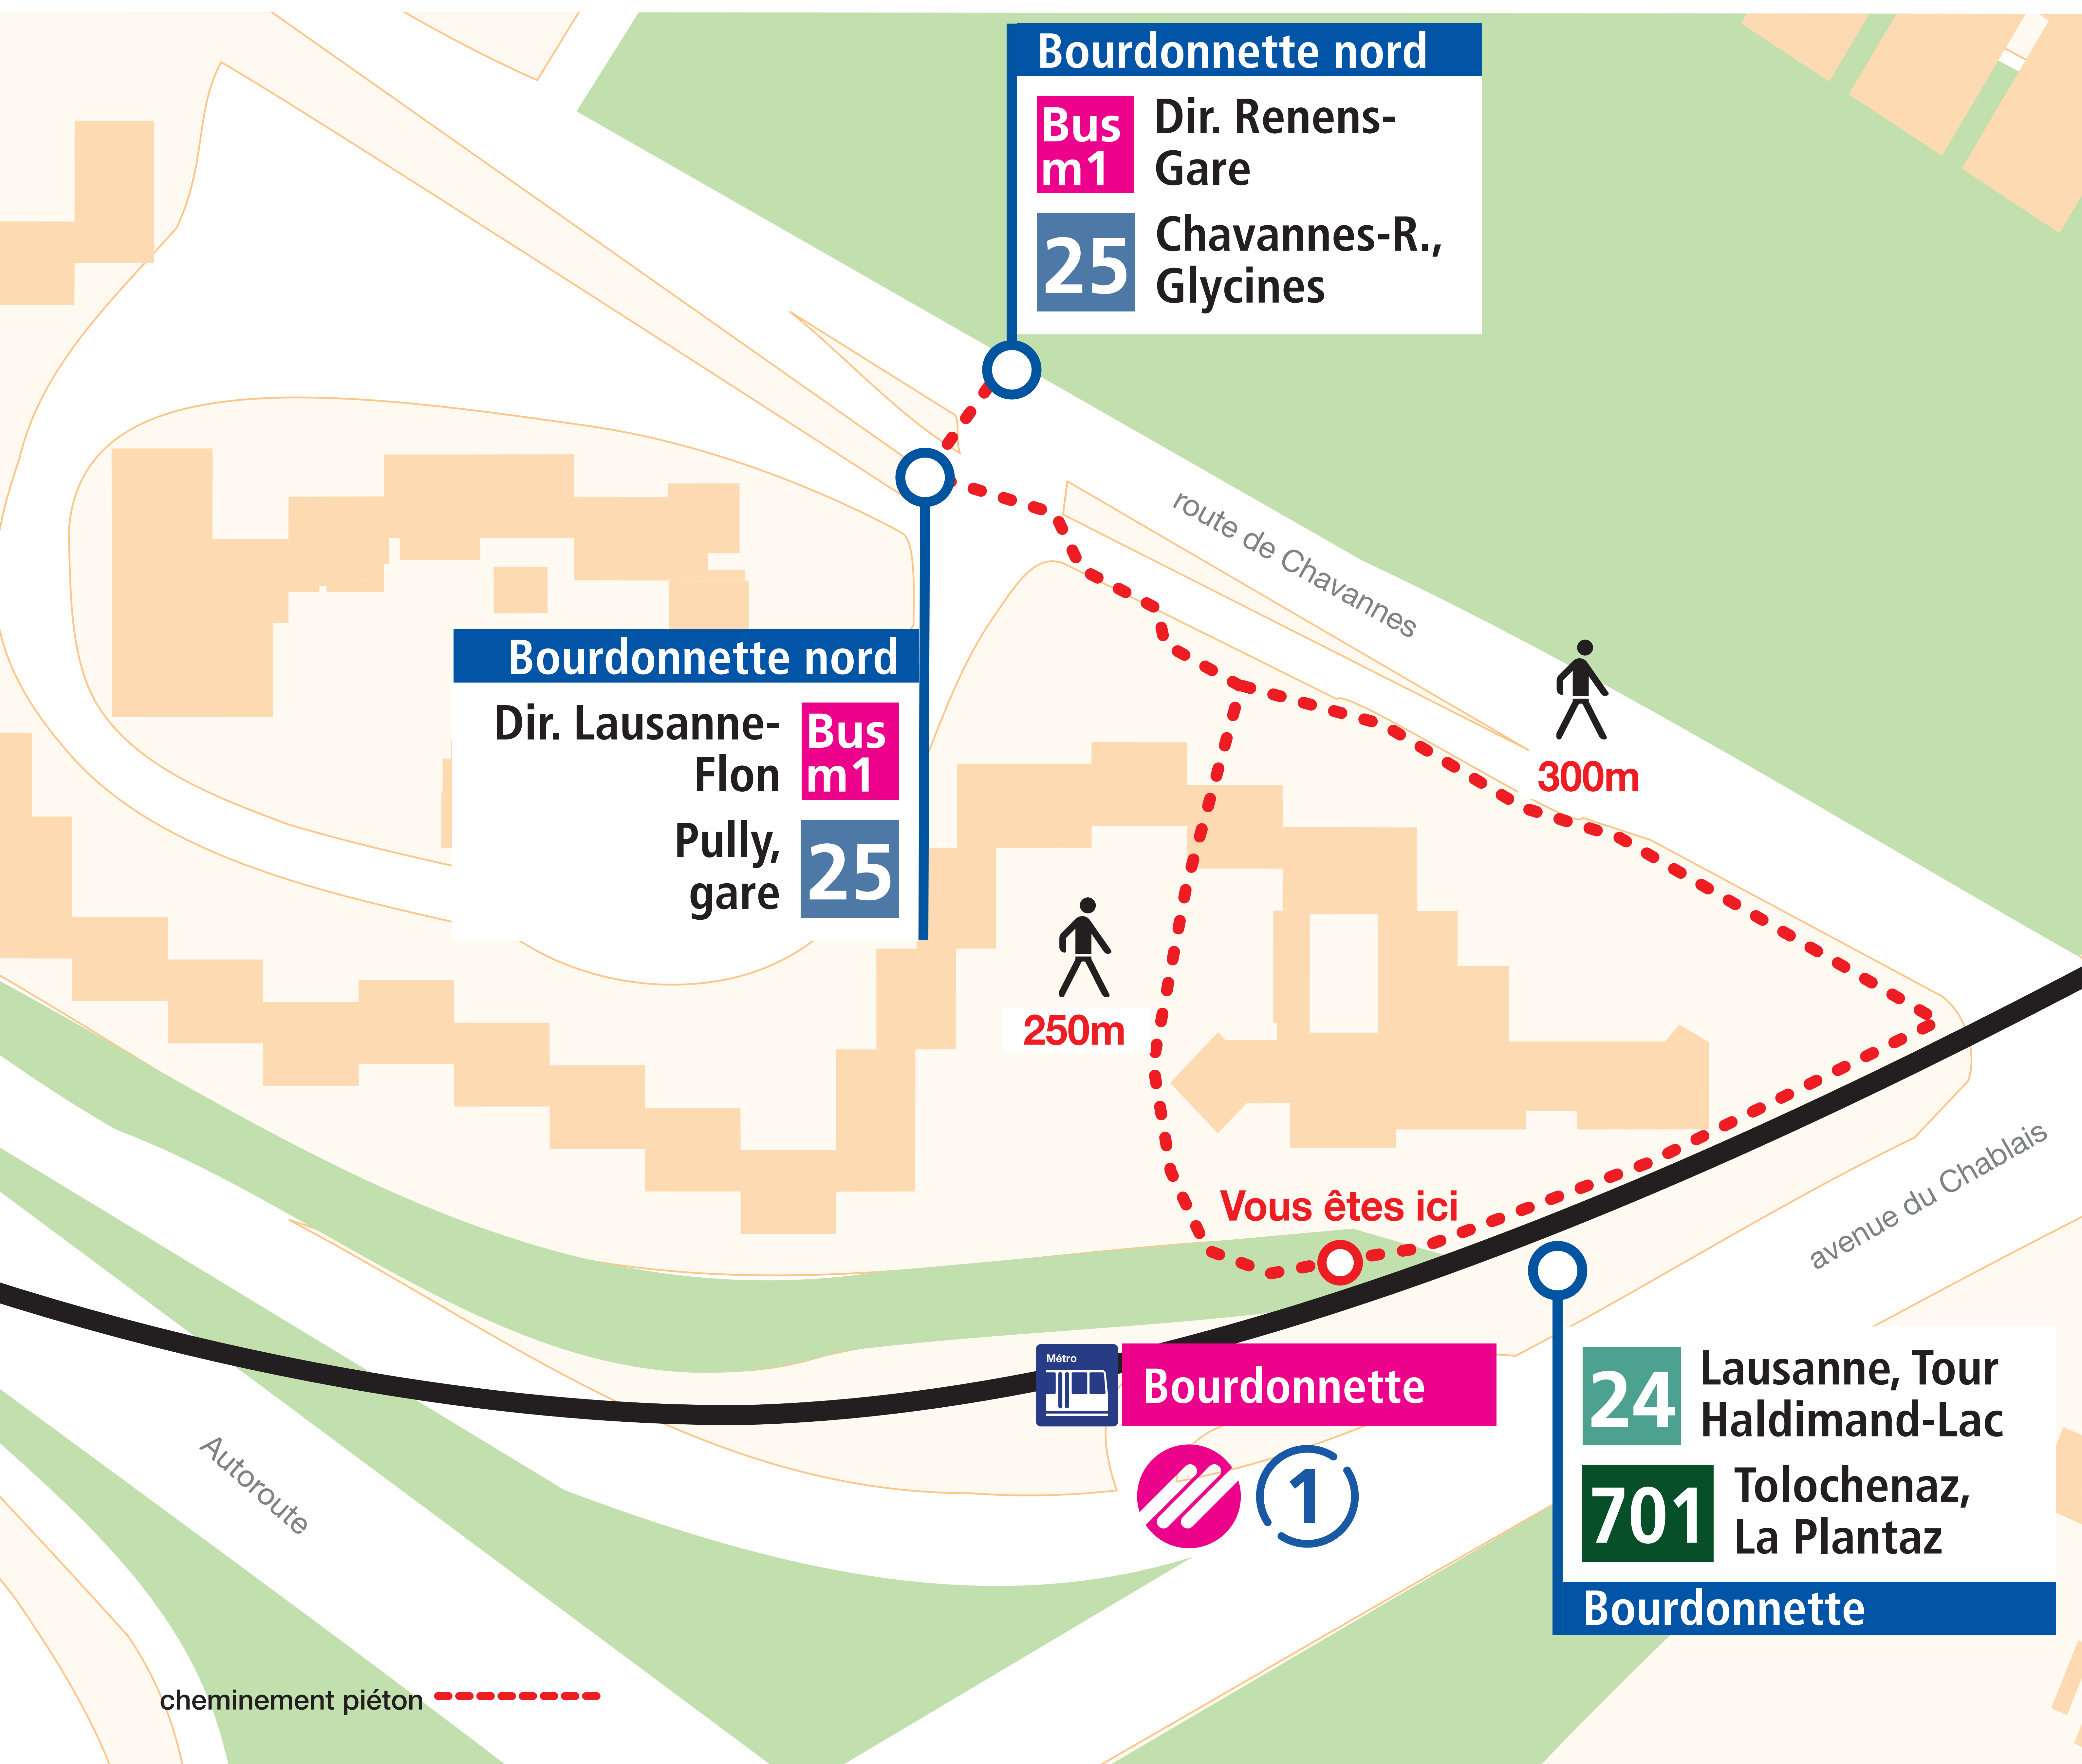 Bourdonnette nord
Bus
m1
Dir. Renens-
Gare
25
Chavannes-R.,
Glycines
route de Chavannes
300m
Bourdonnette nord
Dir. Lausanne-
Flon
Bus
m1
Pully,
gare
25
250m
Vous êtes ici
avenue du Chablais
Métro
Bourdonnette
1
24
Lausanne, Tour
Haldimand-Lac
701
Tolochenaz,
La Plantaz
Bourdonnette
Autoroute
cheminement piéton